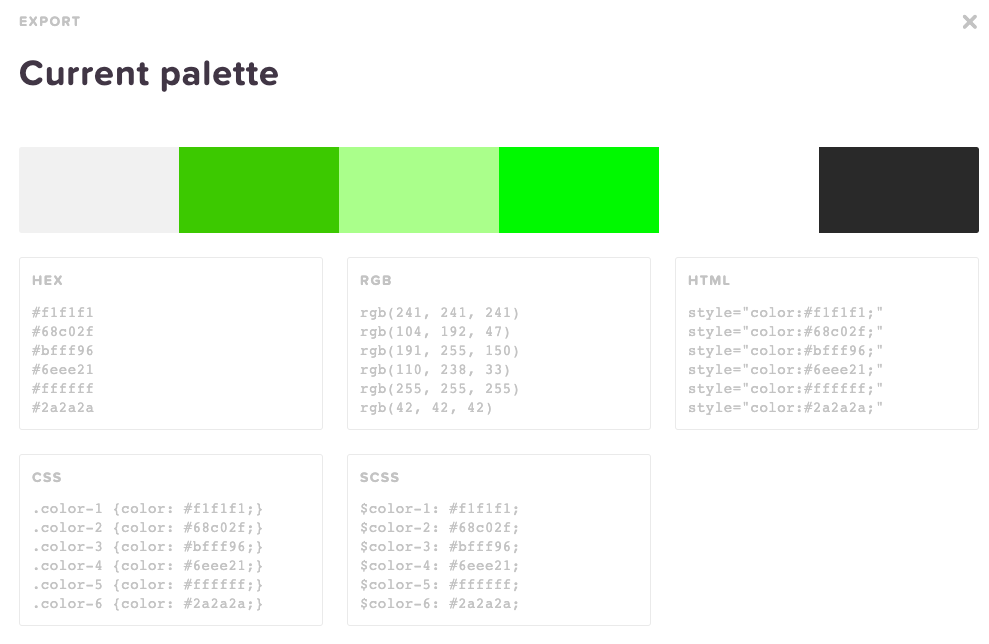 EXPORT
Current palette
HEX
#f1f1f1
#68c02f
#bfff96
#6eee21
#ffffff
#2a2a2a
RGB
rgb(241, 241, 241)
rgb(104, 192, 47)
rgb(191, 255, 150)
rgb(110, 238, 33)
rgb(255, 255, 255)
rgb(42, 42, 42)
HTML
style="color:#f1f1f1;"
style="color:#68c02f;"
style="color:#bfff96;"
style="color:#6eee21;"
style="color:#ffffff;"
style="color:#2a2a2a;"
CSS
.color-1 {color: #f1f1f1;}
.color-2 {color: #68c02f;}
.color-3 {color: #bfff96;}
.color-4 {color: #6eee21;}
.color-5 {color: #ffffff;}
.color-6 {color: #2a2a2a;}
SCSS
$color-1: #f1f1f1;
$color-2: #68c02f;
$color-3: #bfff96;
$color-4: #6eee21;
$color-5: #ffffff;
$color-6: #2a2a2a;